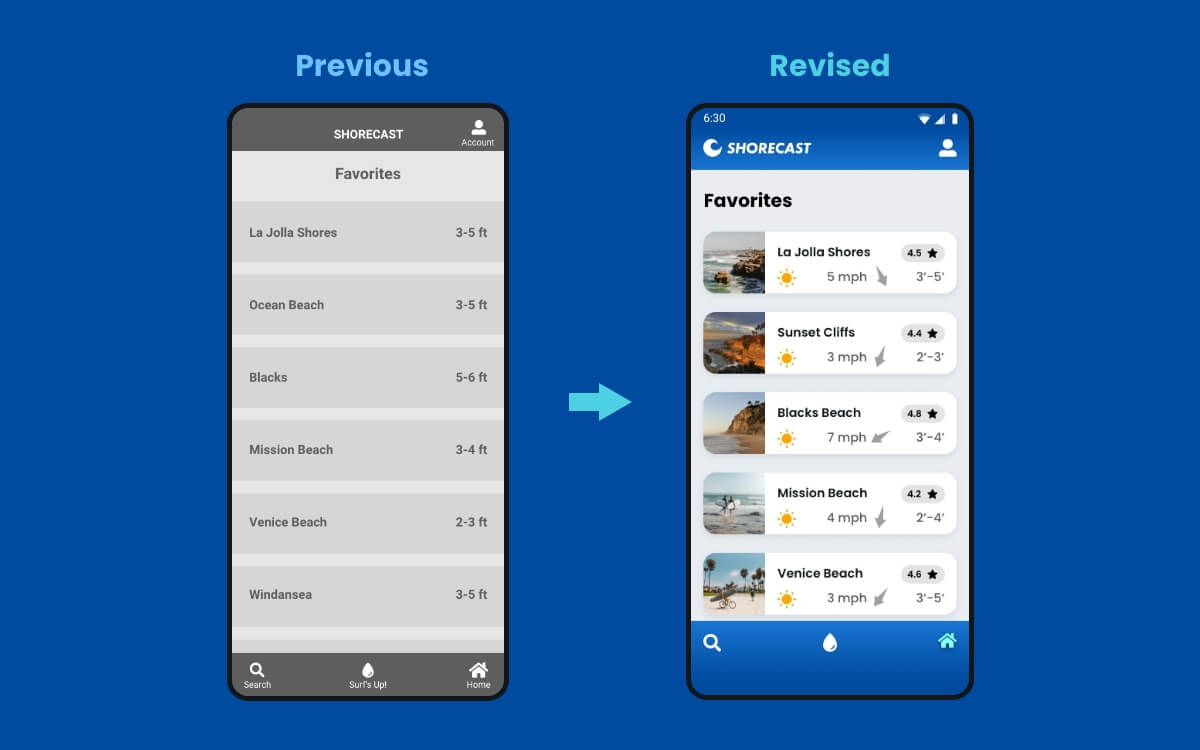 Previous
SHORECAST
Account
Favorites
La Jolla Shores 3-5 ft
Ocean Beach 3-5 ft
Blacks 5-6 ft
Mission Beach 3-4 ft
Venice Beach 2-3 ft
Windansea 3-5 ft
Search Surf's Up! Home
Revised
6:30
SHORECAST
Favorites
La Jolla Shores 4.5
5 mph 3’-5’
Sunset Cliffs 4.4
3 mph 2’-3’
Blacks Beach 4.8
7 mph 3’-4’
Mission Beach 4.2
4 mph 2’-4’
Venice Beach 4.6
3 mph 3’-5’